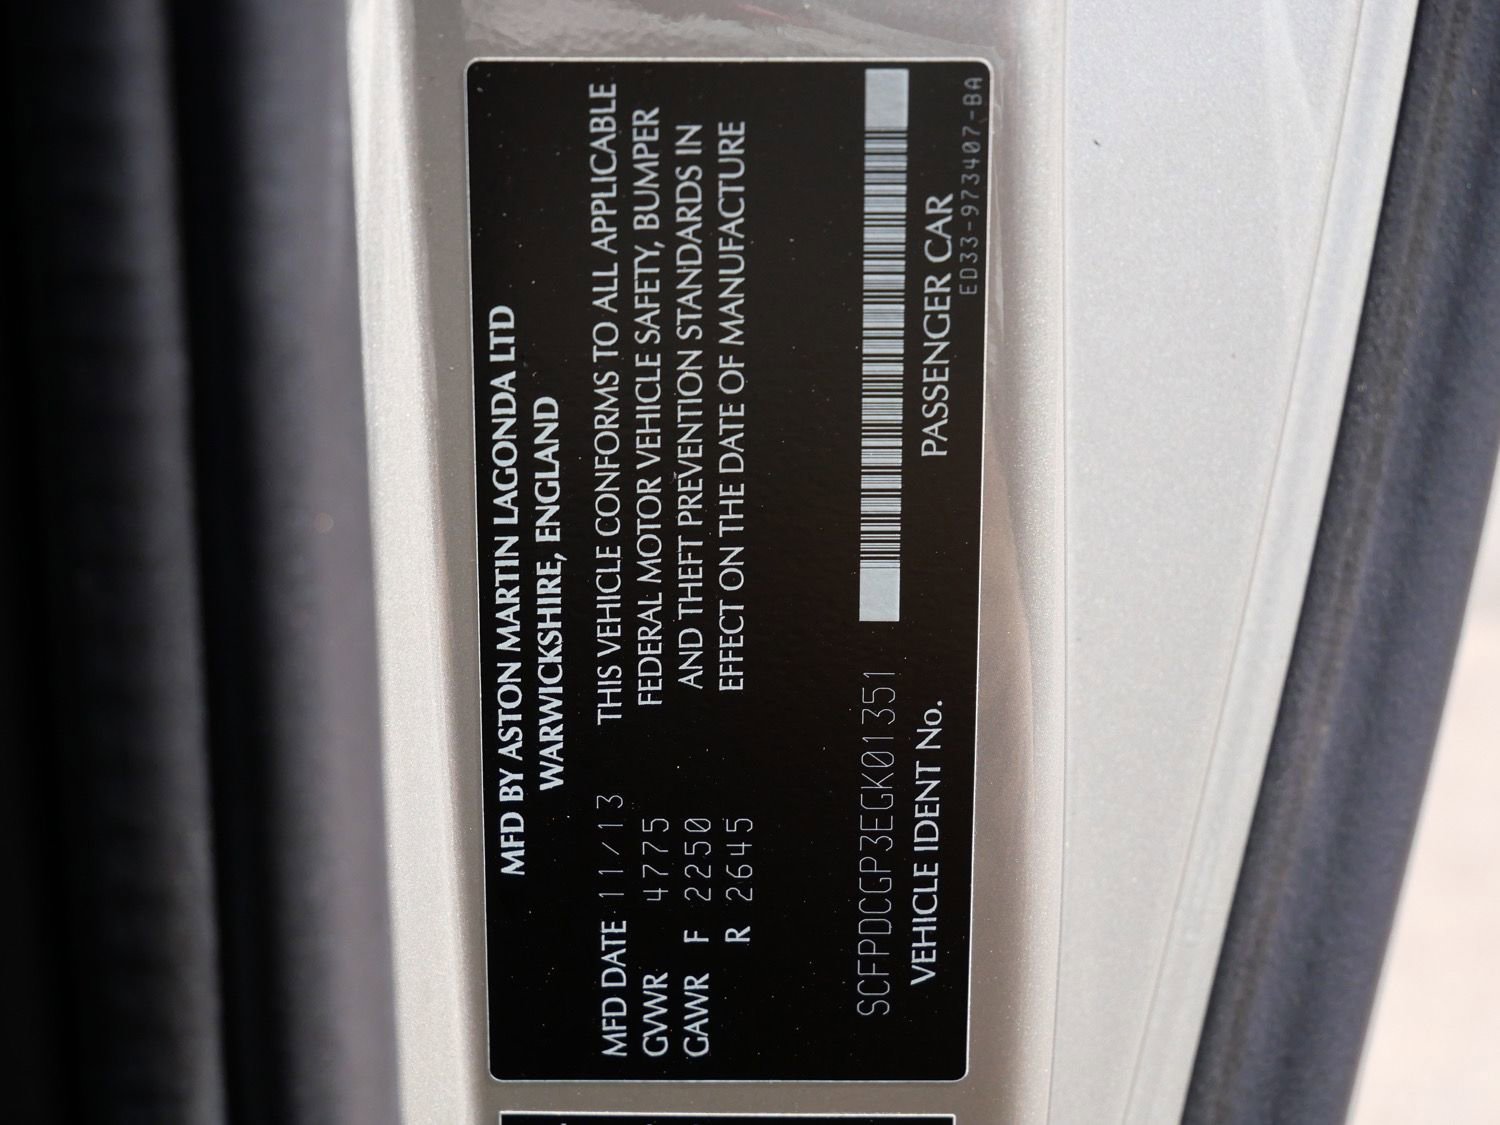 MFD BY ASTON MARTIN LAGONDA LTD
WARWICKSHIRE, ENGLAND
MFD DATE 11/13 THIS VEHICLE CONFORMS TO ALL APPLICABLE
GVWR 4775 FEDERAL MOTOR VEHICLE SAFETY, BUMPER
GAWR F 2250 AND THEFT PREVENTION STANDARDS IN
R 2645 EFFECT ON THE DATE OF MANUFACTURE
SCFPDCGP3EGK01351
VEHICLE IDENT No. PASSENGER CAR
ED33-973407-BA